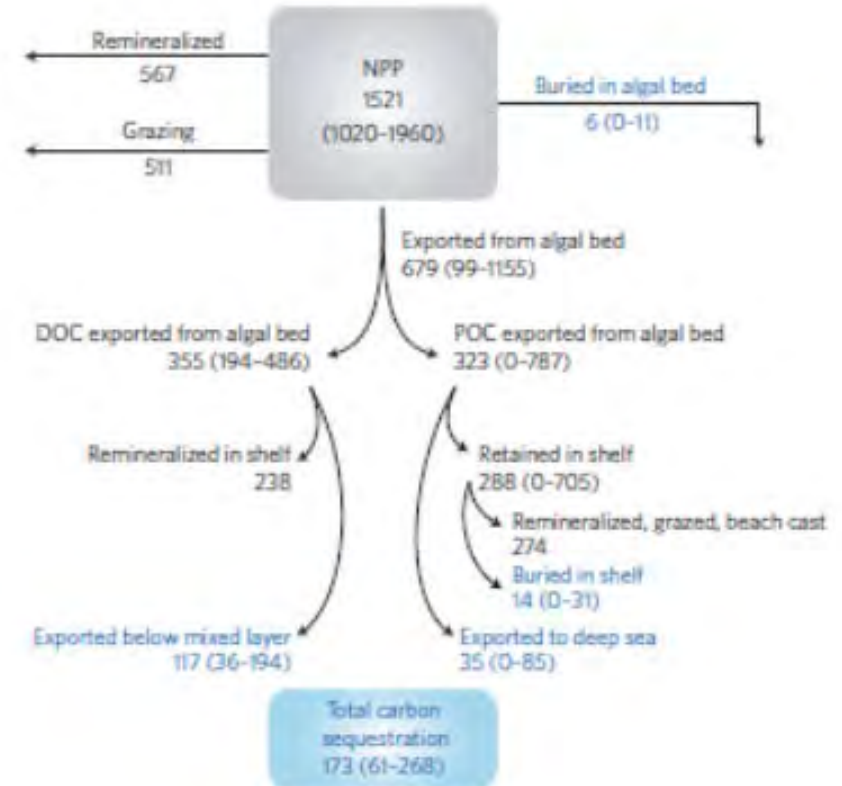 Remineralized
567
Grazing
511
NPP
1521
(1020-1960)
Buried in algal bed
6 (0-11)
Exported from algal bed
679 (99-1155)
DOC exported from algal bed
355 (194-486)
POC exported from algal bed
323 (0-787)
Remineralized in shelf
238
Retained in shelf
288 (0-705)
Remineralized, grazed, beach cast
274
Buried in shelf
14 (0-31)
Exported below mixed layer
117 (36-194)
Exported to deep sea
35 (0-85)
Total carbon
sequestration
173 (61-268)